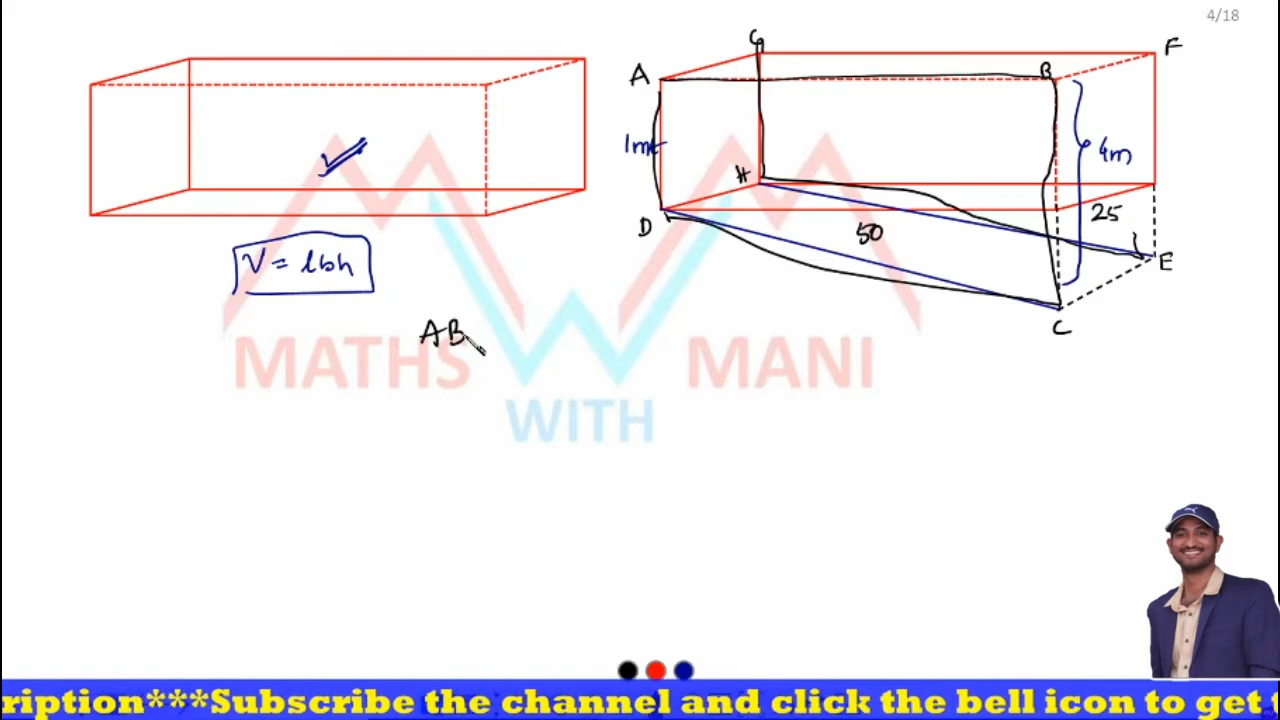 4/18
G
A
B
F
1m
4m
H
25
D
50
E
C
V = lbh
AB
MATHS
WITH
MANI
ription***Subscribe the channel and click the bell icon to get